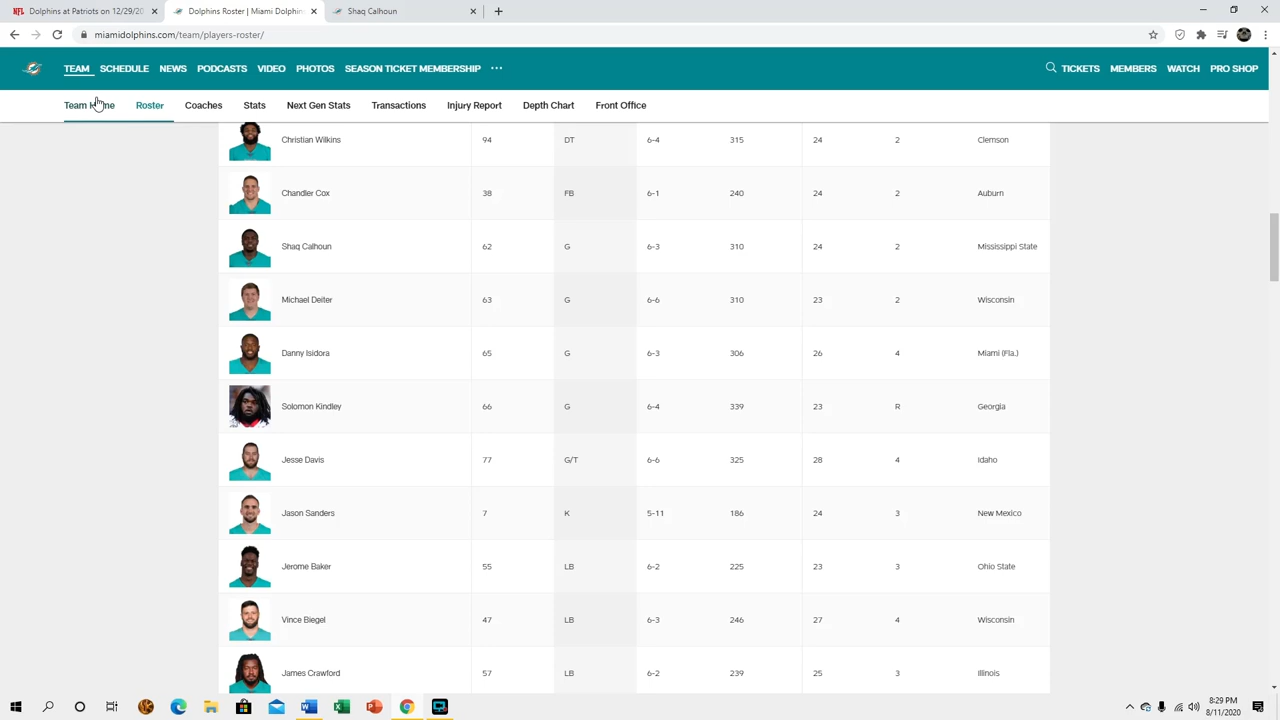 Dolphins at Patriots on 12/29/20
Dolphins Roster | Miami Dolphins
Shaq Calhoun
miamidolphins.com/team/players-roster/
TEAM SCHEDULE NEWS PODCASTS VIDEO PHOTOS SEASON TICKET MEMBERSHIP ••• TICKETS MEMBERS WATCH PRO SHOP
Roster Coaches Stats Next Gen Stats Transactions Injury Report Depth Chart Front Office
Christian Wilkins 94 DT 6-4 315 24 2 Clemson
Chandler Cox 38 FB 6-1 240 24 2 Auburn
Shaq Calhoun 62 G 6-3 310 24 2 Mississippi State
Michael Deiter 63 G 6-6 310 23 2 Wisconsin
Danny Isidora 65 G 6-3 306 26 4 Miami (Fla.)
Solomon Kindley 66 G 6-4 339 23 R Georgia
Jesse Davis 77 G/T 6-6 325 28 4 Idaho
Jason Sanders 7 K 5-11 186 24 3 New Mexico
Jerome Baker 55 LB 6-2 225 23 3 Ohio State
Vince Biegel 47 LB 6-3 246 27 4 Wisconsin
James Crawford 57 LB 6-2 239 25 3 Illinois
8:29 PM
8/11/2020